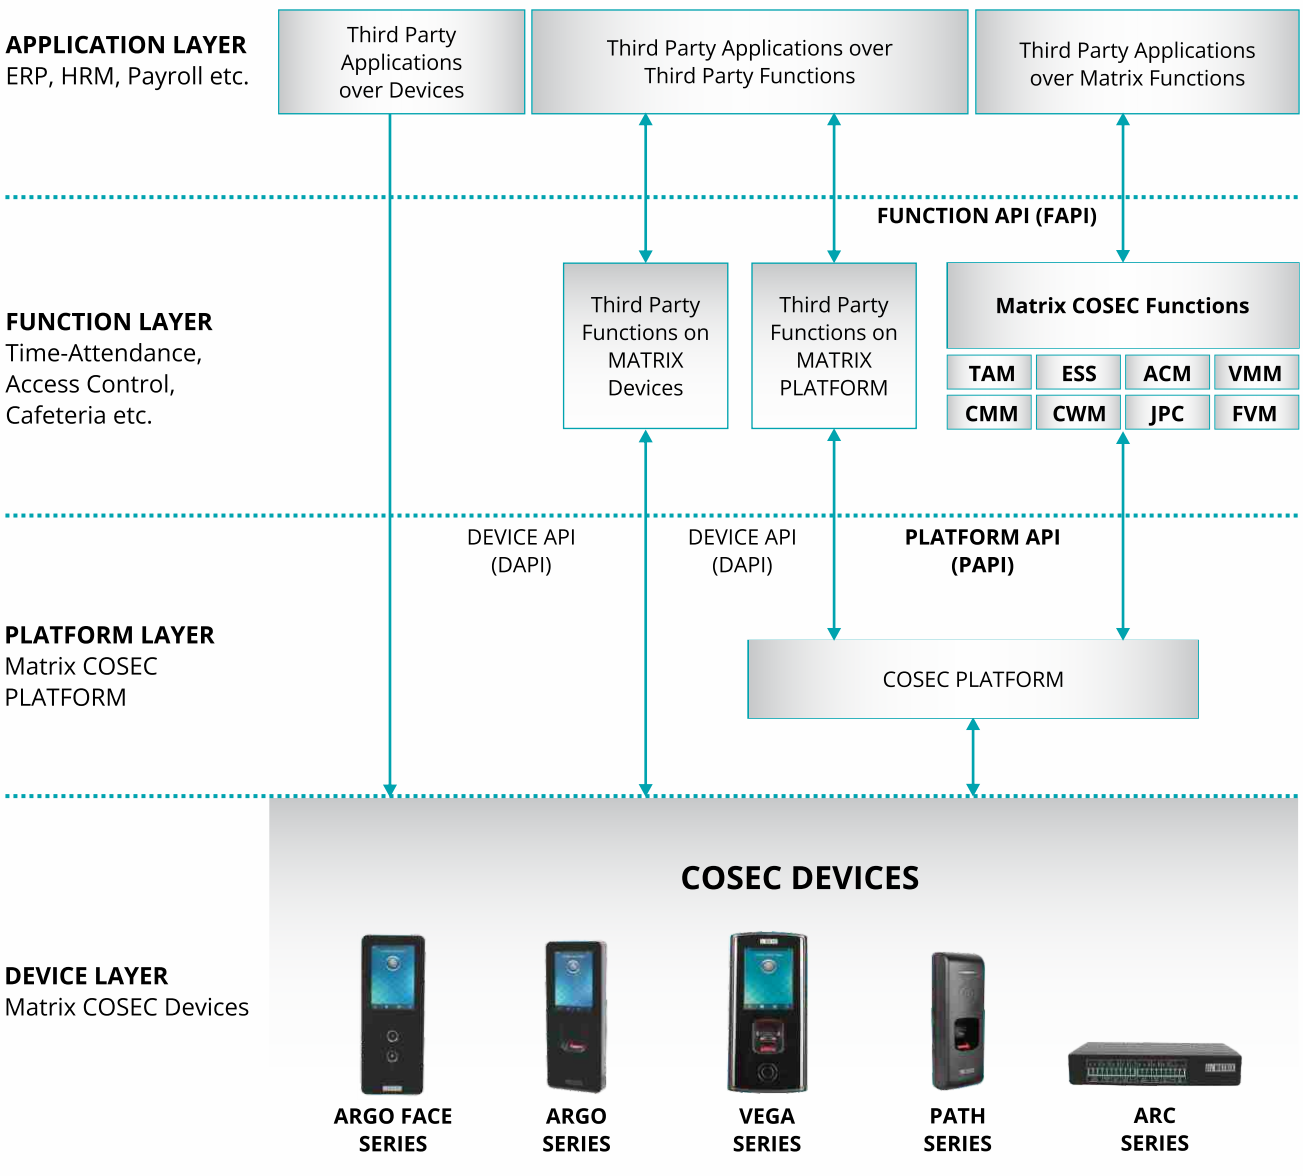 APPLICATION LAYER
ERP, HRM, Payroll etc.
Third Party
Applications
over Devices
Third Party Applications over
Third Party Functions
Third Party Applications
over Matrix Functions
FUNCTION API (FAPI)
FUNCTION LAYER
Time-Attendance,
Access Control,
Cafeteria etc.
Third Party
Functions on
MATRIX
Devices
Third Party
Functions on
MATRIX
PLATFORM
Matrix COSEC Functions
TAM ESS ACM VMM
CMM CWM JPC FVM
DEVICE API
(DAPI)
DEVICE API
(DAPI)
PLATFORM API
(PAPI)
PLATFORM LAYER
Matrix COSEC
PLATFORM
COSEC PLATFORM
COSEC DEVICES
DEVICE LAYER
Matrix COSEC Devices
MATRIX
ARGO FACE
SERIES
ARGO
SERIES
VEGA
SERIES
PATH
SERIES
ARC
SERIES